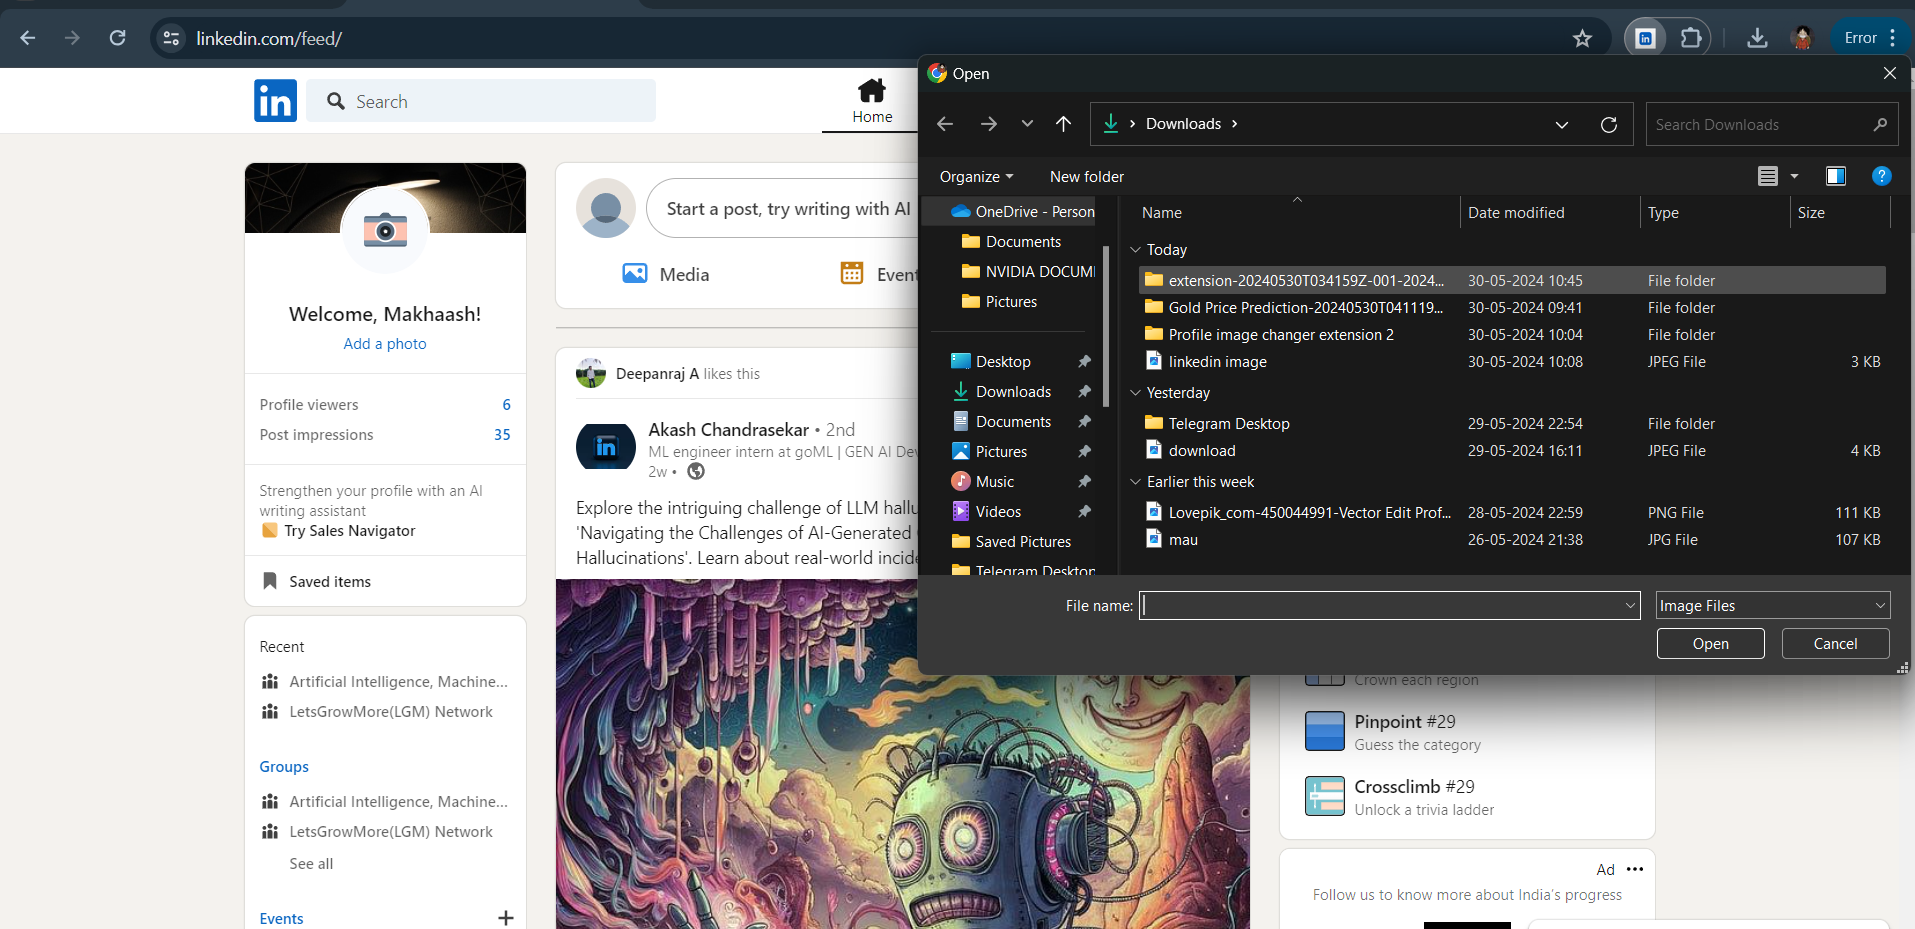 linkedin.com/feed/
Error
in
Search
Home
Welcome, Makhaash!
Add a photo
Profile viewers 6
Post impressions 35
Strengthen your profile with an AI
writing assistant
Try Sales Navigator
Saved items
Recent
Artificial Intelligence, Machine...
LetsGrowMore(LGM) Network
Groups
Artificial Intelligence, Machine...
LetsGrowMore(LGM) Network
See all
Events
Start a post, try writing with AI
Media
Event
Deepanraj A likes this
in
Akash Chandrasekar • 2nd
ML engineer intern at goML | GEN AI Dev
2w •
Explore the intriguing challenge of LLM hallu
'Navigating the Challenges of AI-Generated
Hallucinations'. Learn about real-world incide
Open
Downloads
Search Downloads
Organize
New folder
?
OneDrive - Person
Documents
NVIDIA DOCUM
Pictures
Desktop
Downloads
Documents
Pictures
Music
Videos
Saved Pictures
Telegram Desktop
Name Date modified Type Size
Today
extension-20240530T034159Z-001-2024... 30-05-2024 10:45 File folder
Gold Price Prediction-20240530T041119... 30-05-2024 09:41 File folder
Profile image changer extension 2 30-05-2024 10:04 File folder
linkedin image 30-05-2024 10:08 JPEG File 3 KB
Yesterday
Telegram Desktop 29-05-2024 22:54 File folder
download 29-05-2024 16:11 JPEG File 4 KB
Earlier this week
Lovepik_com-450044991-Vector Edit Prof... 28-05-2024 22:59 PNG File 111 KB
mau 26-05-2024 21:38 JPG File 107 KB
File name:
Image Files
Open
Cancel
Crown each region
Pinpoint #29
Guess the category
Crossclimb #29
Unlock a trivia ladder
Ad
Follow us to know more about India's progress